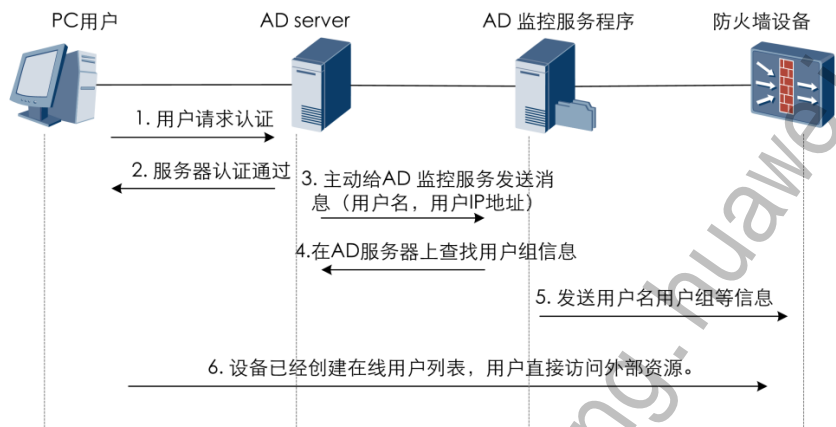 PC用户
AD server
AD 监控服务程序
防火墙设备
1. 用户请求认证
2. 服务器认证通过
3. 主动给AD 监控服务发送消
息（用户名，用户IP地址）
4.在AD服务器上查找用户组信息
5. 发送用户名用户组等信息
6. 设备已经创建在线用户列表，用户直接访问外部资源。
ng.huawei